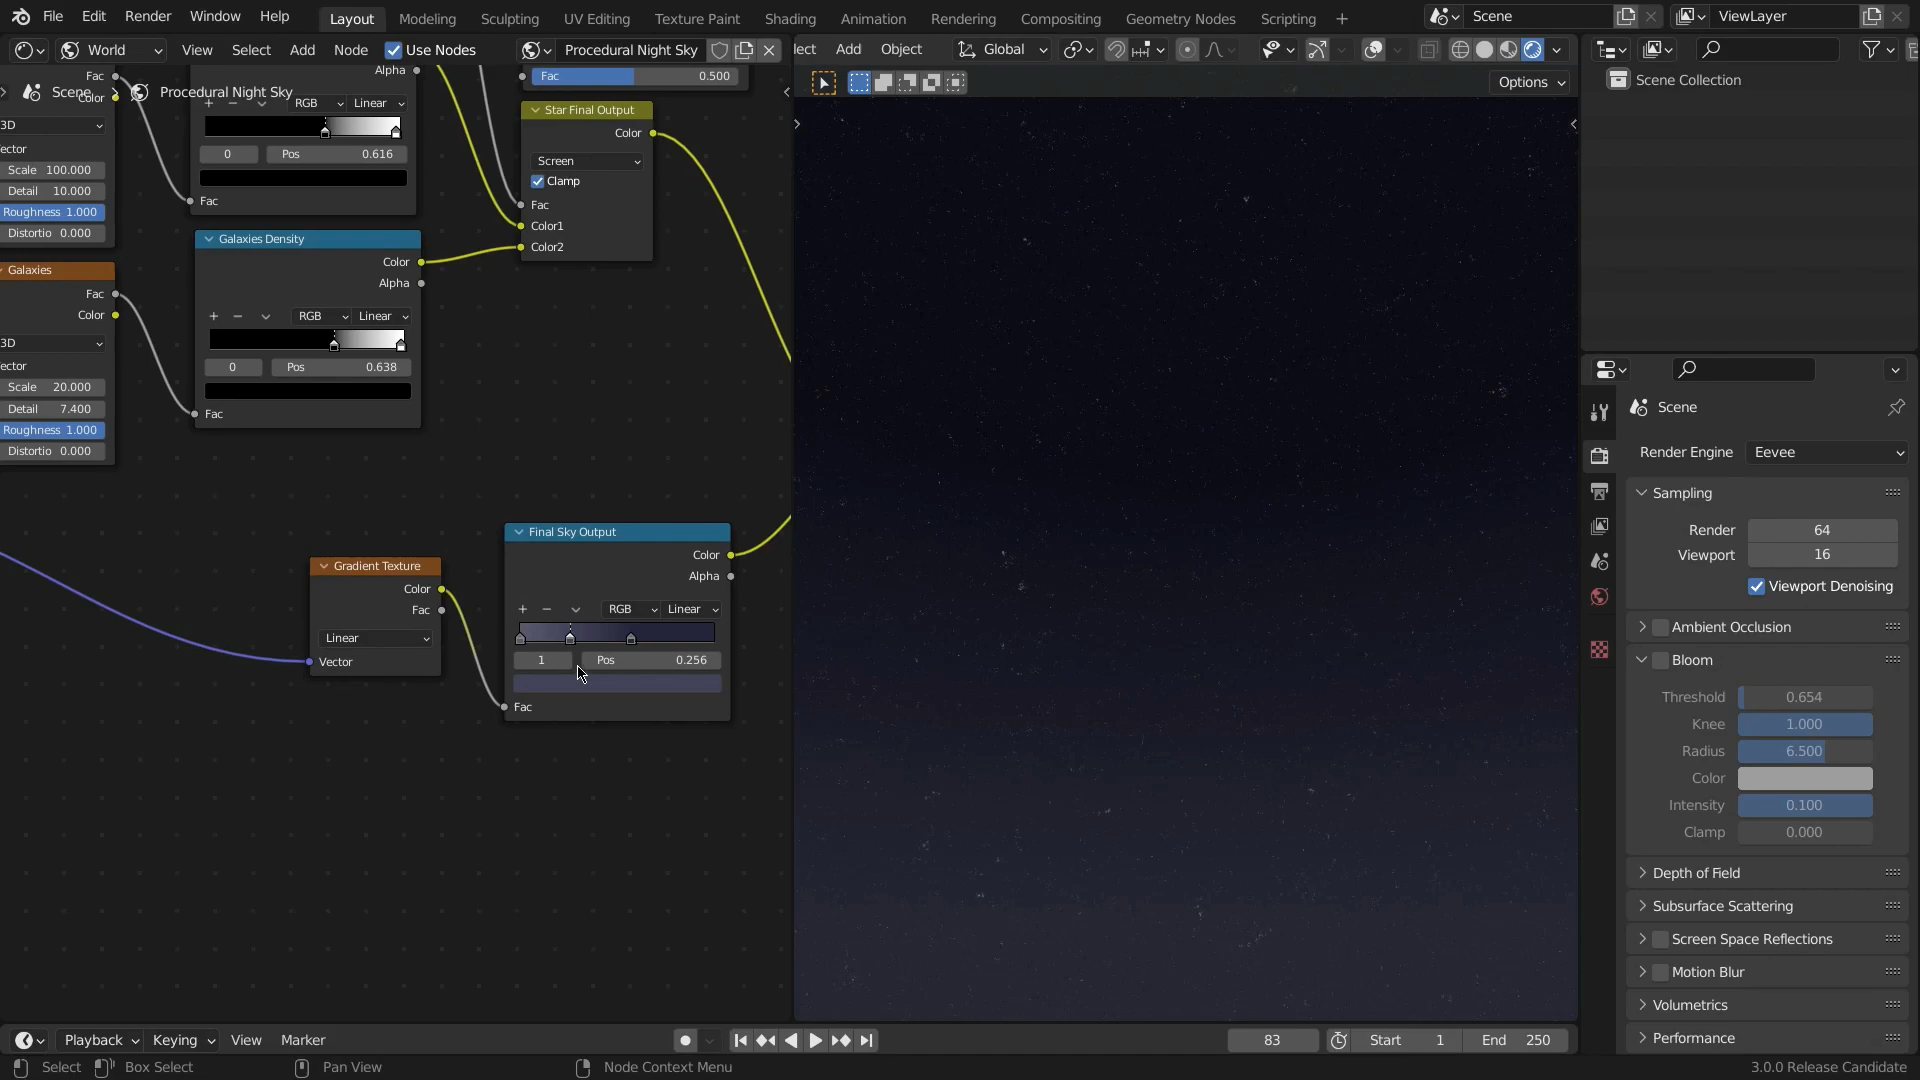 File Edit Render Window Help Layout Modeling Sculpting UV Editing Texture Paint Shading Animation Rendering Compositing Geometry Nodes Scripting + Scene ViewLayer
World View Select Add Node Use Nodes Procedural Night Sky
lect Add Object Global
Options
Scene Collection
Scene Procedural Night Sky
Fac
Color
3D
ector
Scale 100.000
Detail 10.000
Roughness 1.000
Distortio 0.000
Alpha
RGB Linear
0 Pos 0.616
Fac
Fac 0.500
Star Final Output
Color
Screen
Clamp
Fac
Color1
Color2
Galaxies Density
Color
Alpha
RGB Linear
0 Pos 0.638
Fac
Galaxies
Fac
Color
3D
ector
Scale 20.000
Detail 7.400
Roughness 1.000
Distortio 0.000
Gradient Texture
Color
Fac
Linear
Vector
Final Sky Output
Color
Alpha
RGB Linear
1 Pos 0.256
Fac
Scene
Render Engine Eevee
Sampling
Render 64
Viewport 16
Viewport Denoising
Ambient Occlusion
Bloom
Threshold 0.654
Knee 1.000
Radius 6.500
Color
Intensity 0.100
Clamp 0.000
Depth of Field
Subsurface Scattering
Screen Space Reflections
Motion Blur
Volumetrics
Performance
Playback Keying View Marker 83 Start 1 End 250
Select Box Select Pan View Node Context Menu 3.0.0 Release Candidate